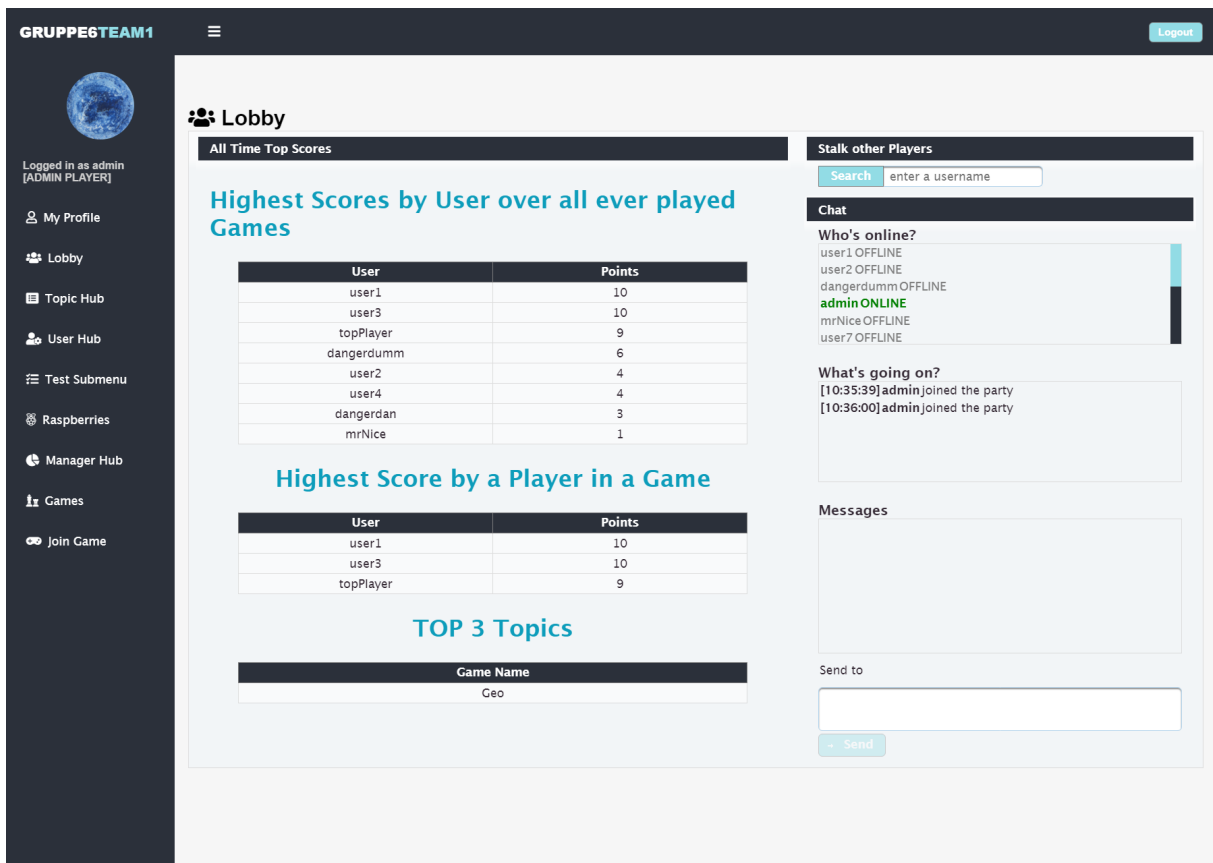 GRUPPE6TEAM1
Logout
Logged in as admin
[ADMIN PLAYER]
My Profile
Lobby
Topic Hub
User Hub
Test Submenu
Raspberries
Manager Hub
Games
Join Game
Lobby
All Time Top Scores
Highest Scores by User over all ever played
Games
User Points
user1 10
user3 10
topPlayer 9
dangerdumm 6
user2 4
user4 4
dangerdan 3
mrNice 1
Highest Score by a Player in a Game
User Points
user1 10
user3 10
topPlayer 9
TOP 3 Topics
Game Name
Geo
Stalk other Players
Search enter a username
Chat
Who's online?
user1 OFFLINE
user2 OFFLINE
dangerdumm OFFLINE
admin ONLINE
mrNice OFFLINE
user7 OFFLINE
What's going on?
[10:35:39] admin joined the party
[10:36:00] admin joined the party
Messages
Send to
Send